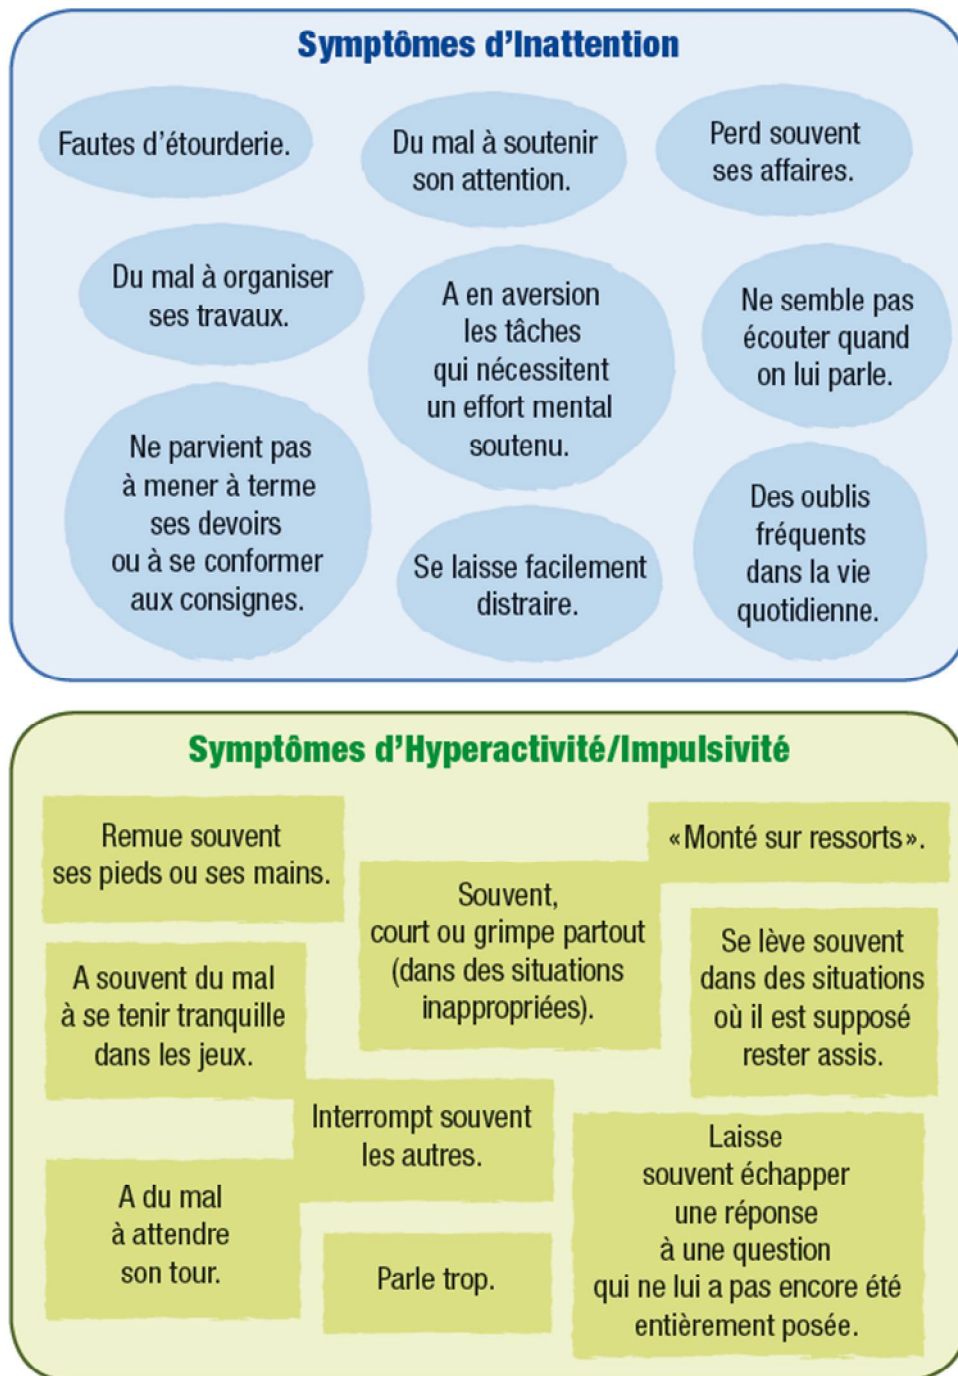 Symptômes d'Inattention
Fautes d'étourderie.
Du mal à soutenir
son attention.
Perd souvent
ses affaires.
Du mal à organiser
ses travaux.
A en aversion
les tâches
qui nécessitent
un effort mental
soutenu.
Ne semble pas
écouter quand
on lui parle.
Ne parvient pas
à mener à terme
ses devoirs
ou à se conformer
aux consignes.
Se laisse facilement
distraire.
Des oublis
fréquents
dans la vie
quotidienne.
Symptômes d'Hyperactivité/Impulsivité
Remue souvent
ses pieds ou ses mains.
Souvent,
court ou grimpe partout
(dans des situations
inappropriées).
«Monté sur ressorts».
A souvent du mal
à se tenir tranquille
dans les jeux.
Se lève souvent
dans des situations
où il est supposé
rester assis.
Interrompt souvent
les autres.
A du mal
à attendre
son tour.
Parle trop.
Laisse
souvent échapper
une réponse
à une question
qui ne lui a pas encore été
entièrement posée.